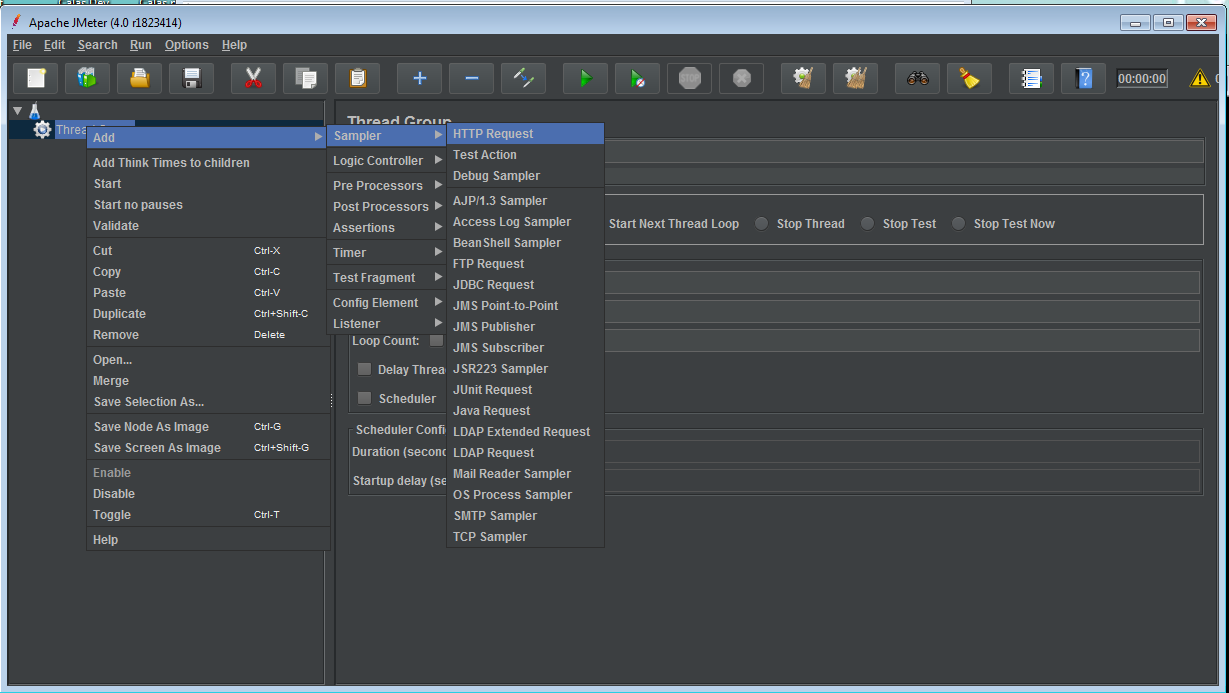 Apache JMeter (4.0 r1823414)
File Edit Search Run Options Help
STOP
00:00:00
Thread Group
Add
Add Think Times to children
Start
Start no pauses
Validate
Cut Ctrl-X
Copy Ctrl-C
Paste Ctrl-V
Duplicate Ctrl+Shift-C
Remove Delete
Open...
Merge
Save Selection As...
Save Node As Image Ctrl-G
Save Screen As Image Ctrl+Shift-G
Enable
Disable
Toggle Ctrl-T
Help
Sampler
Logic Controller
Pre Processors
Post Processors
Assertions
Timer
Test Fragment
Config Element
Listener
HTTP Request
Test Action
Debug Sampler
AJP/1.3 Sampler
Access Log Sampler
BeanShell Sampler
FTP Request
JDBC Request
JMS Point-to-Point
JMS Publisher
JMS Subscriber
JSR223 Sampler
JUnit Request
Java Request
LDAP Extended Request
LDAP Request
Mail Reader Sampler
OS Process Sampler
SMTP Sampler
TCP Sampler
Start Next Thread Loop Stop Thread Stop Test Stop Test Now
Loop Count:
Delay
Scheduler
Scheduler
Duration
Startup delay